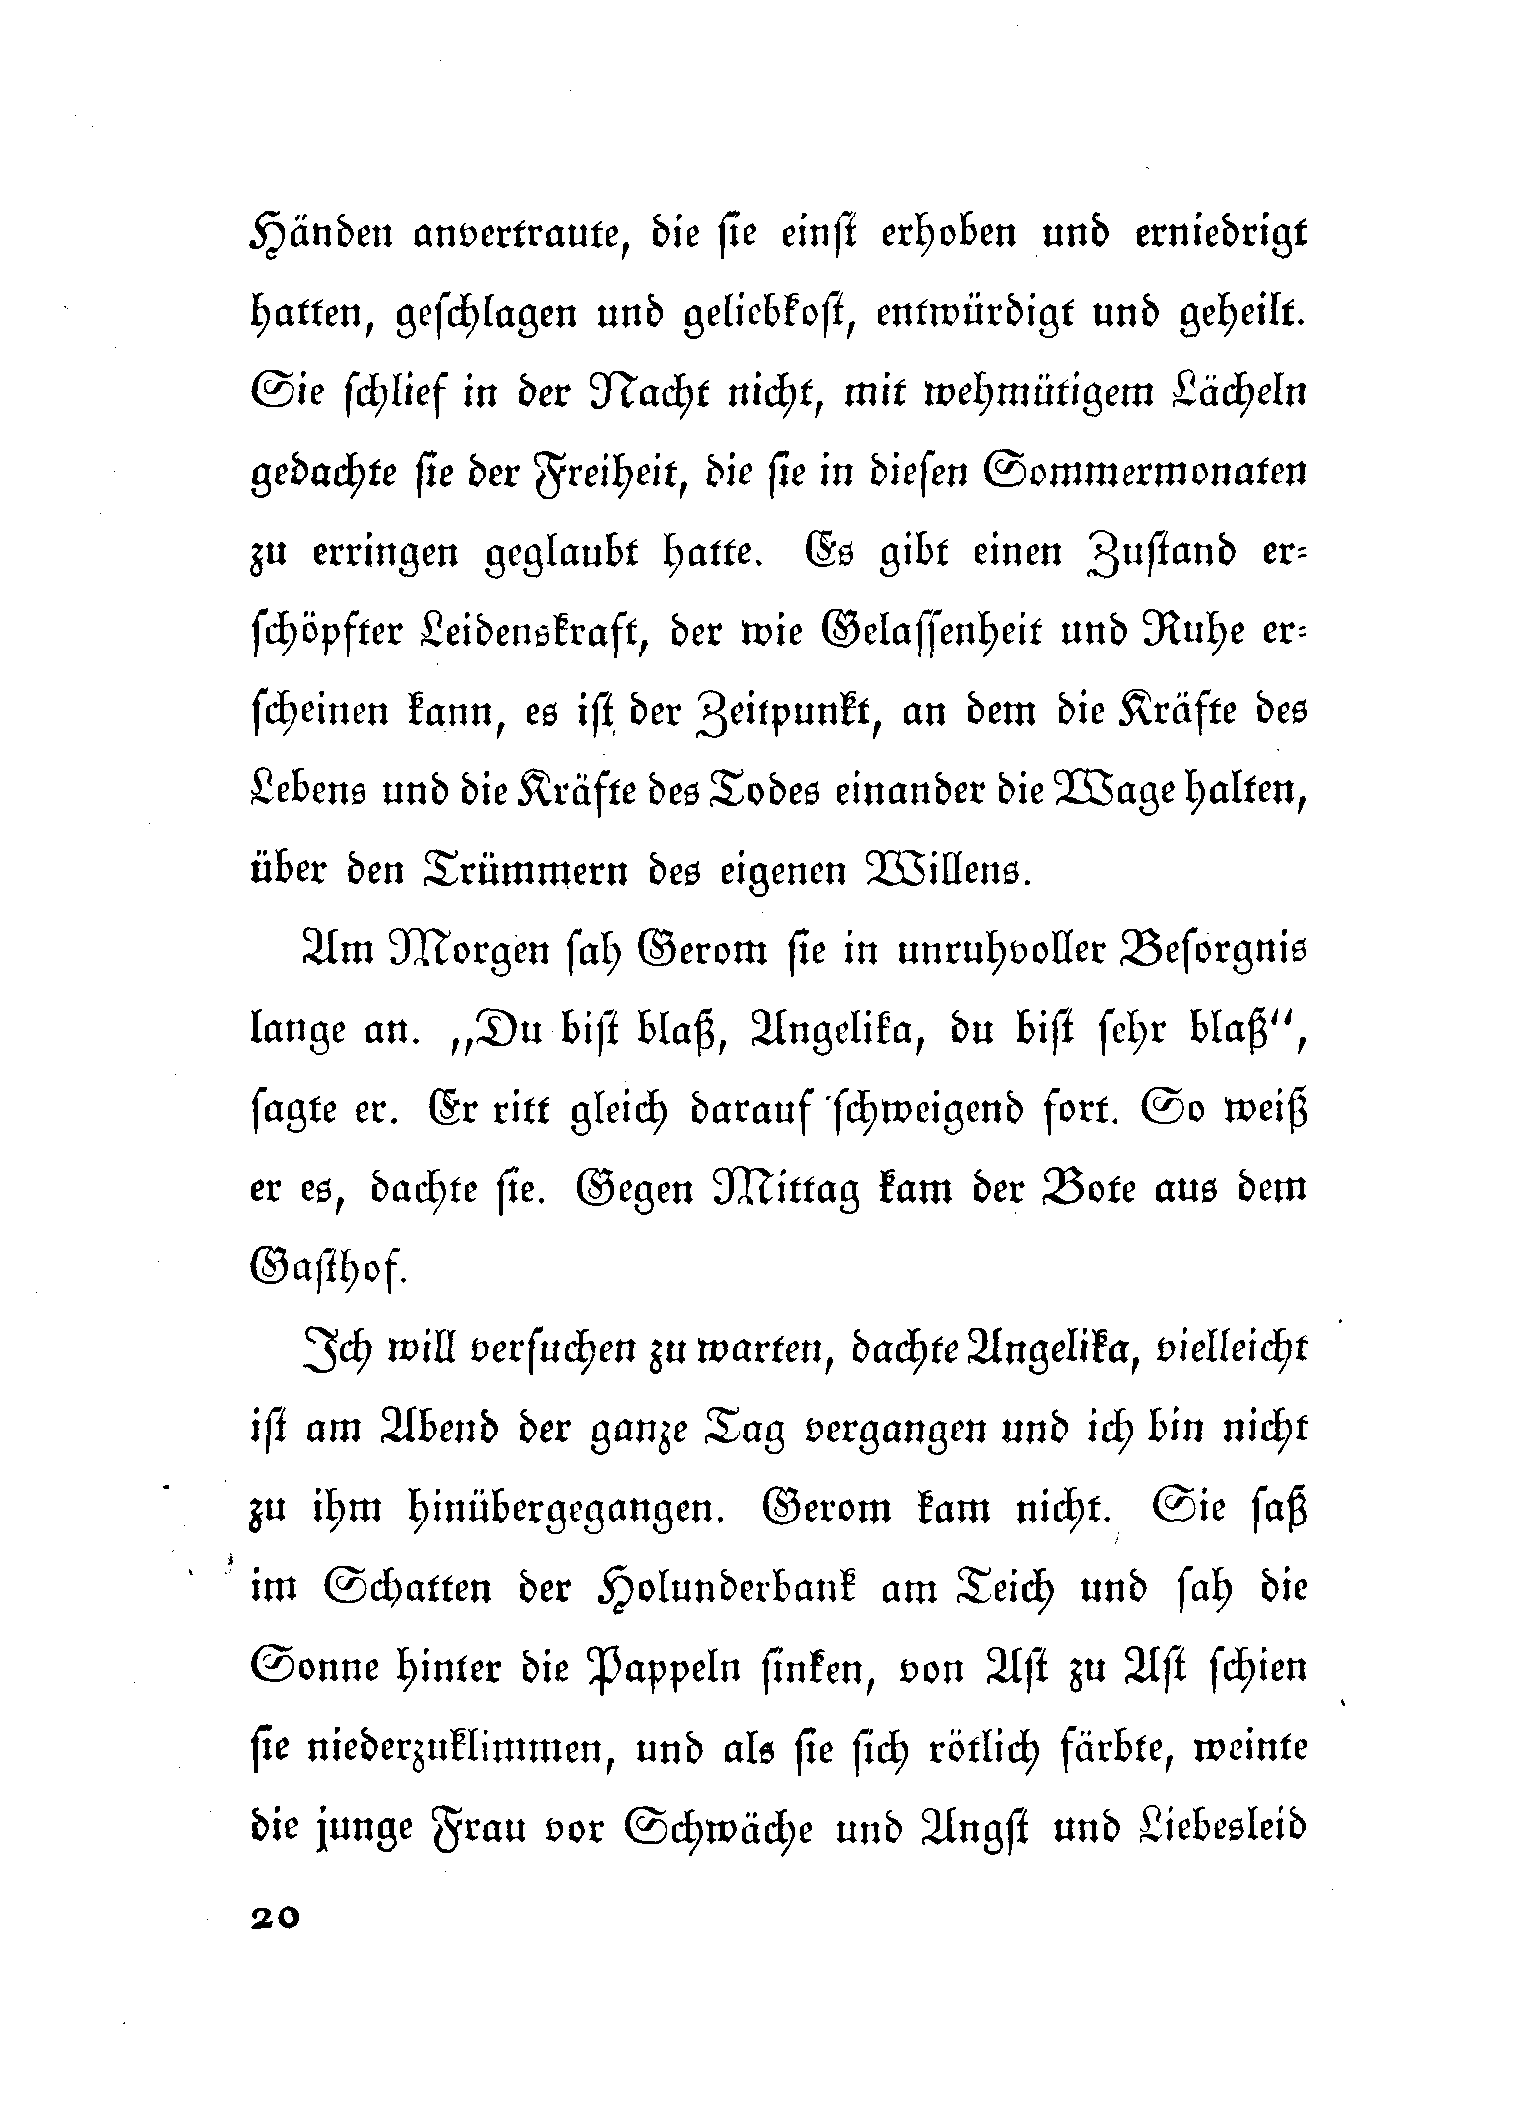 Händen anvertraute, die sie einst erhoben und erniedrigt
hatten, geschlagen und geliebkost, entwürdigt und geheilt.
Sie schlief in der Nacht nicht, mit wehmütigem Lächeln
gedachte sie der Freiheit, die sie in diesen Sommermonaten
zu erringen geglaubt hatte. Es gibt einen Zustand er-
schöpfter Leidenskraft, der wie Gelassenheit und Ruhe er-
scheinen kann, es ist der Zeitpunkt, an dem die Kräfte des
Lebens und die Kräfte des Todes einander die Wage halten,
über den Trümmern des eigenen Willens.
Am Morgen sah Gerom sie in unruhvoller Besorgnis
lange an. „Du bist blaß, Angelika, du bist sehr blaß“,
sagte er. Er ritt gleich darauf schweigend fort. So weiß
er es, dachte sie. Gegen Mittag kam der Bote aus dem
Gasthof.
Ich will versuchen zu warten, dachte Angelika, vielleicht
ist am Abend der ganze Tag vergangen und ich bin nicht
zu ihm hinübergegangen. Gerom kam nicht. Sie saß
im Schatten der Holunderbank am Teich und sah die
Sonne hinter die Pappeln sinken, von Ast zu Ast schien
sie niederzuklimmen, und als sie sich rötlich färbte, weinte
die junge Frau vor Schwäche und Angst und Liebesleid
20